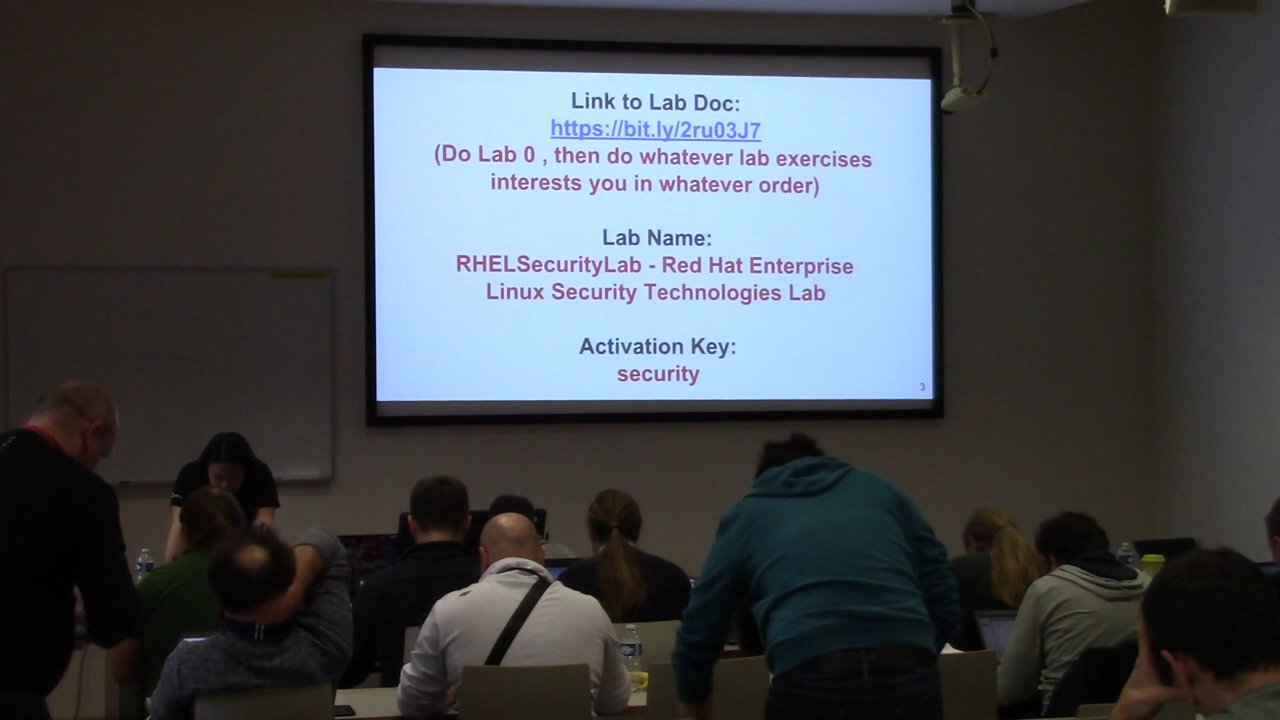 Link to Lab Doc:
https://bit.ly/2ru03J7
(Do Lab 0 , then do whatever lab exercises
interests you in whatever order)
Lab Name:
RHELSecurityLab - Red Hat Enterprise
Linux Security Technologies Lab
Activation Key:
security
3